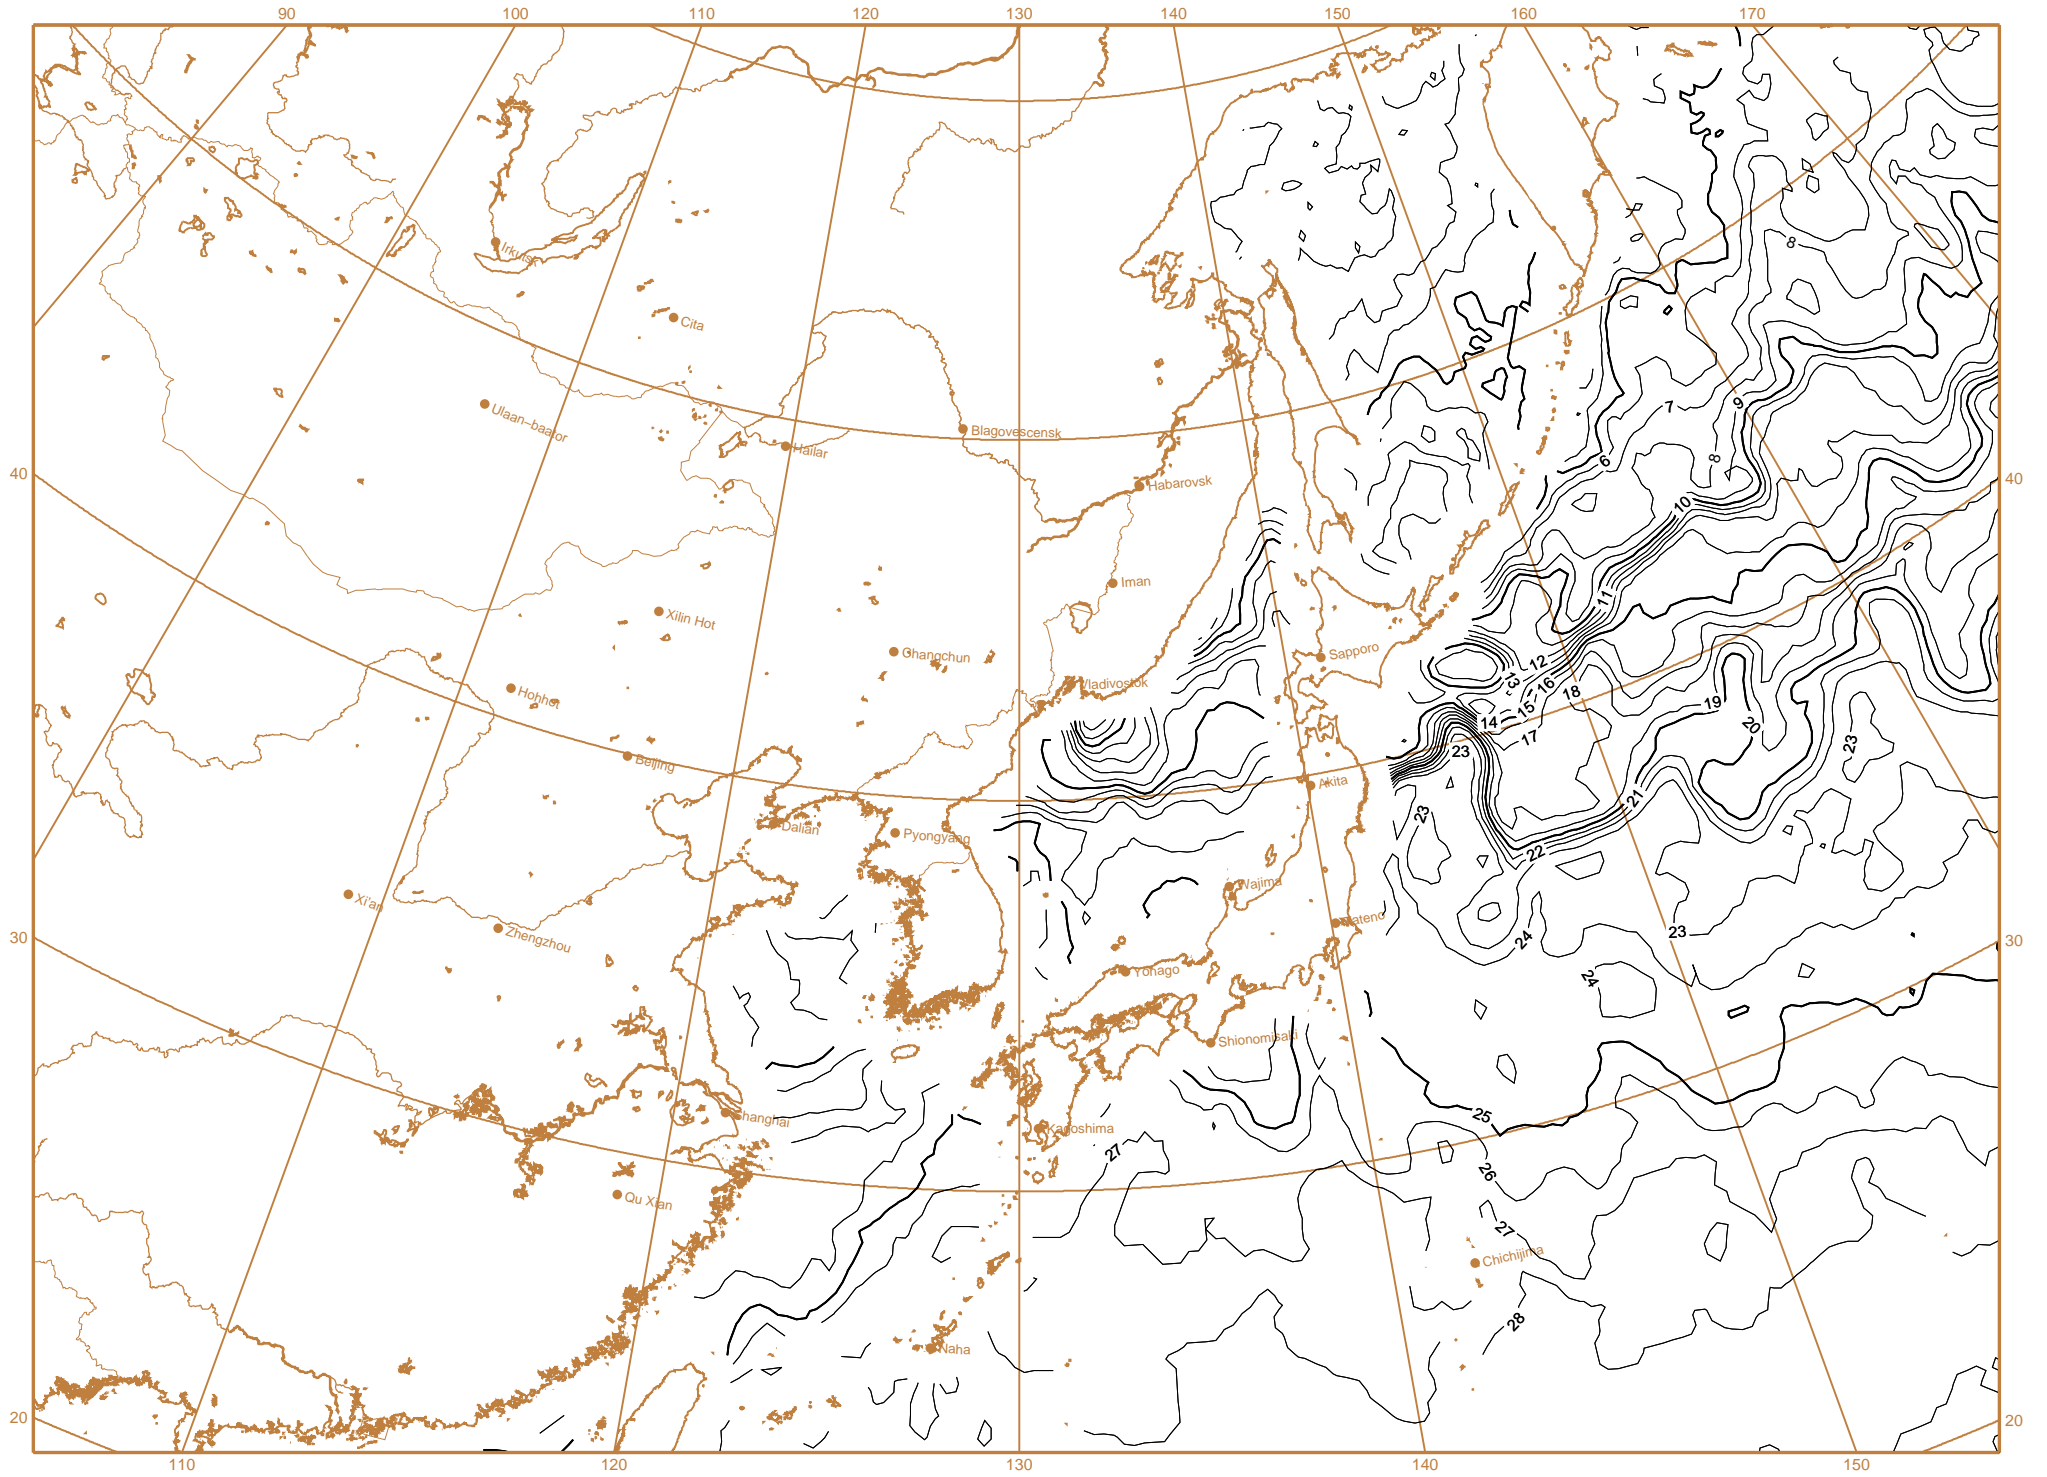 90 100 110 120 130 140 150 160 170
8
Irkutsk
Cita
Ulaan-baator
7 9
Blagovescensk
Hailar
8 6
40 40
Habarovsk
10
Iman
11
Xilin Hot
Changchun
Sapporo
12
13
Vladivostok
16
18
Hohhot
19
15
14
20
17
23
23
Beijing
Akita
21
23
Dalian
Pyongyang
22
Wajima
Xi'an
Tateno
23
24
30 30
Zhengzhou
Yonago
24
Shionomisaki
25
Shanghai
Kagoshima
27
26
Qu Xian
27
Chichijima
28
Naha
20 20
110 120 130 140 150